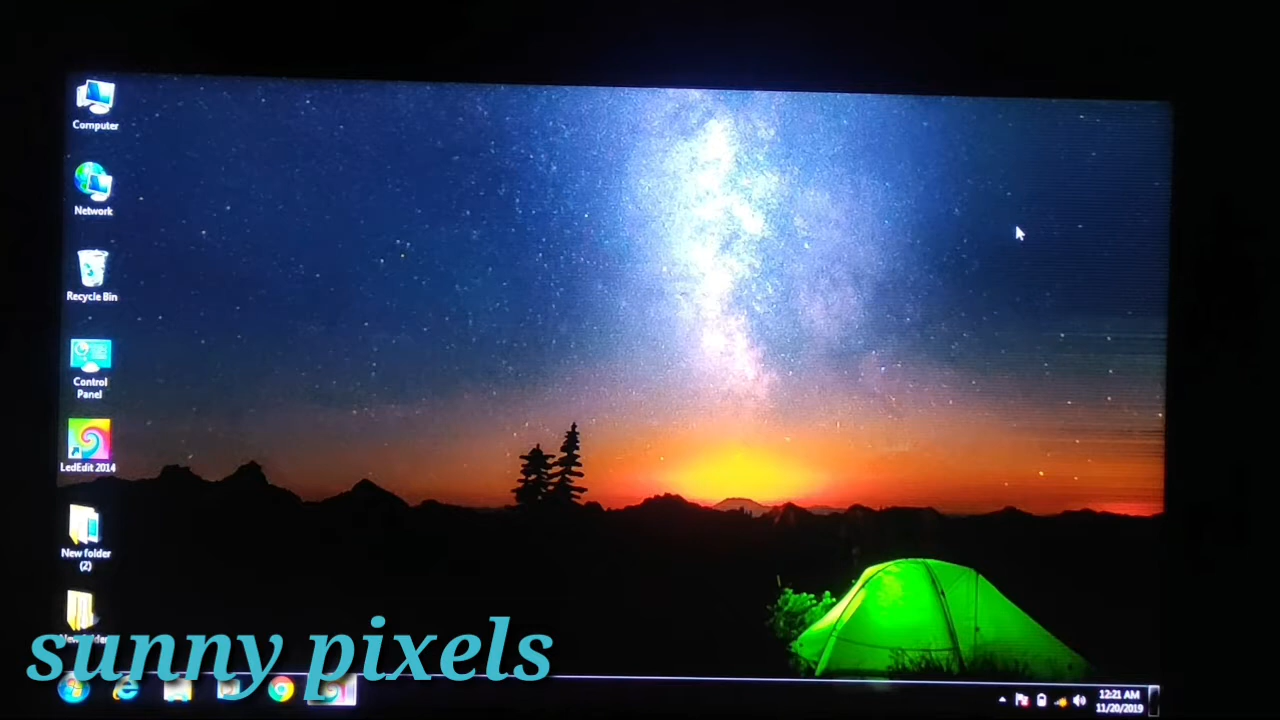 Computer
Network
Recycle Bin
Control
Panel
LedEdit 2014
New folder
(2)
sunny pixels
12:21 AM
11/20/2019